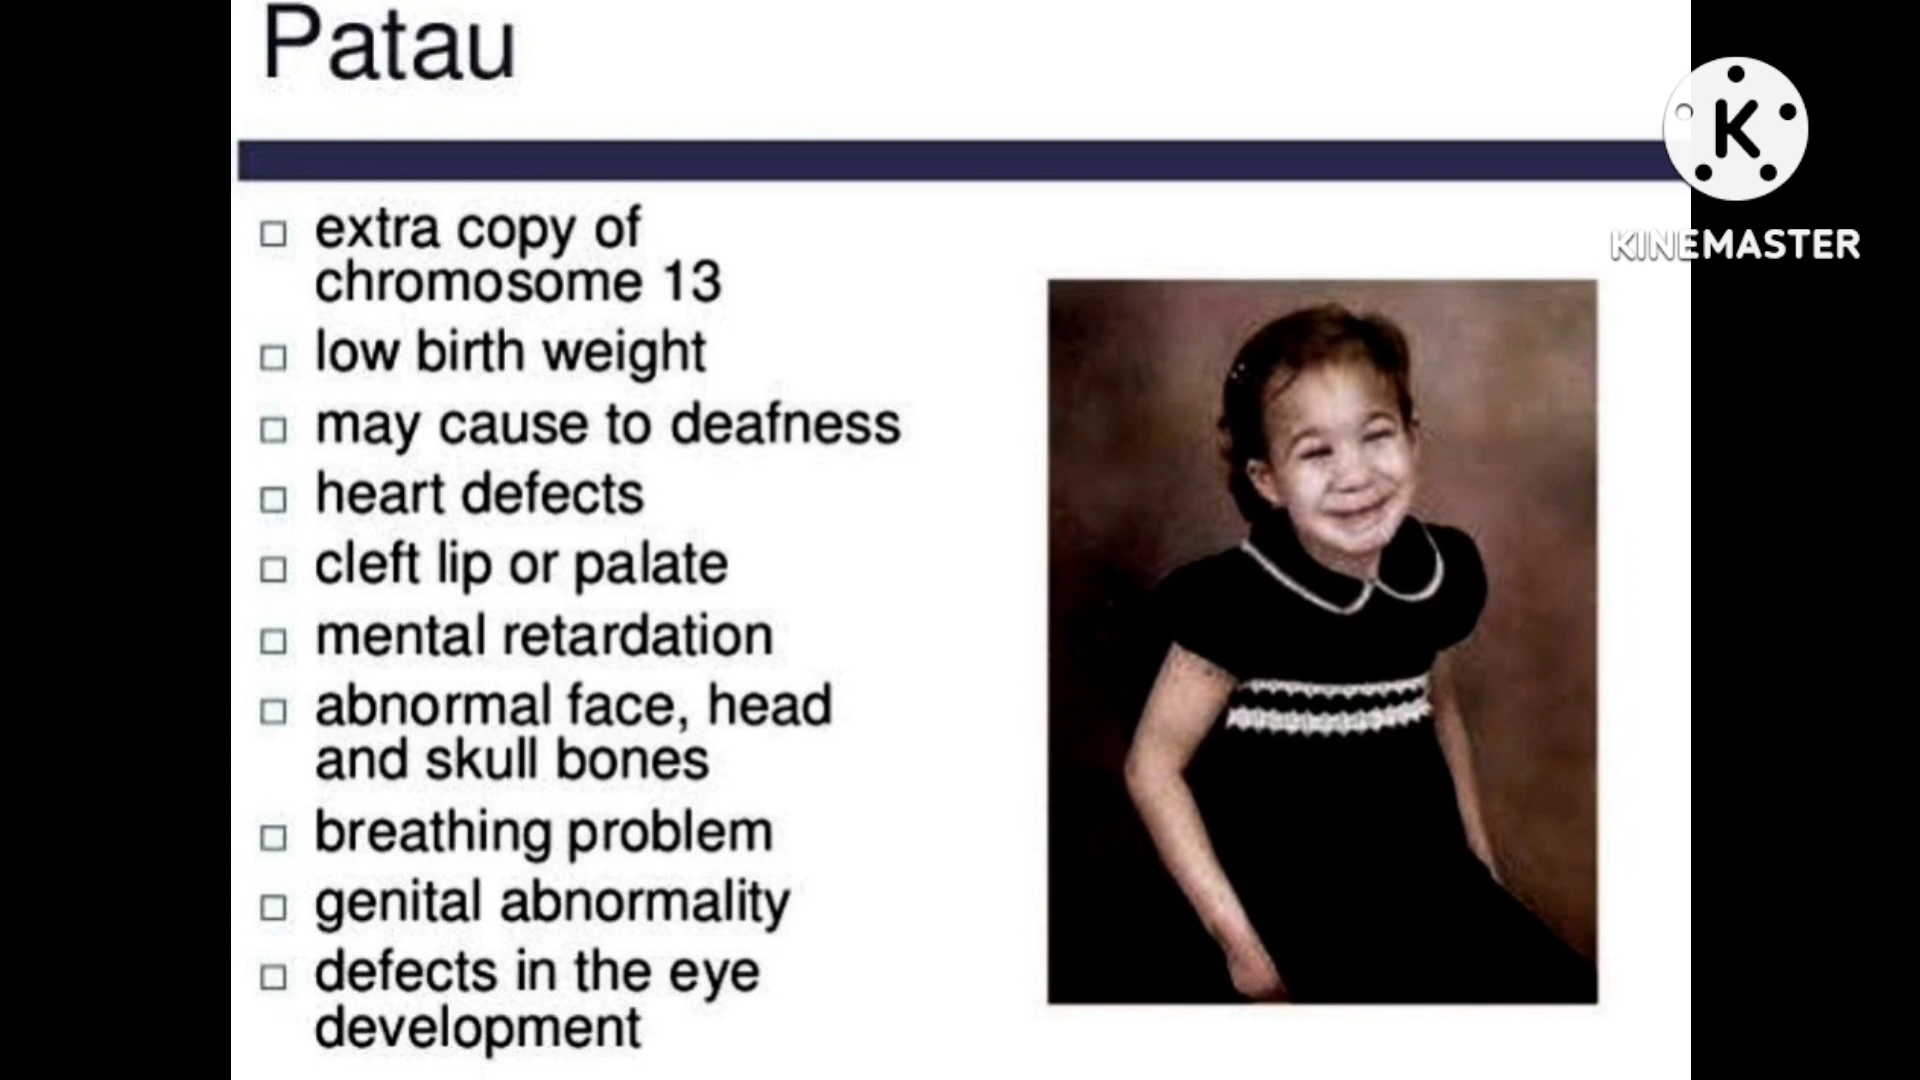 Patau
extra copy of
chromosome 13
low birth weight
may cause to deafness
heart defects
cleft lip or palate
mental retardation
abnormal face, head
and skull bones
breathing problem
genital abnormality
defects in the eye
development
K
KINEMASTER